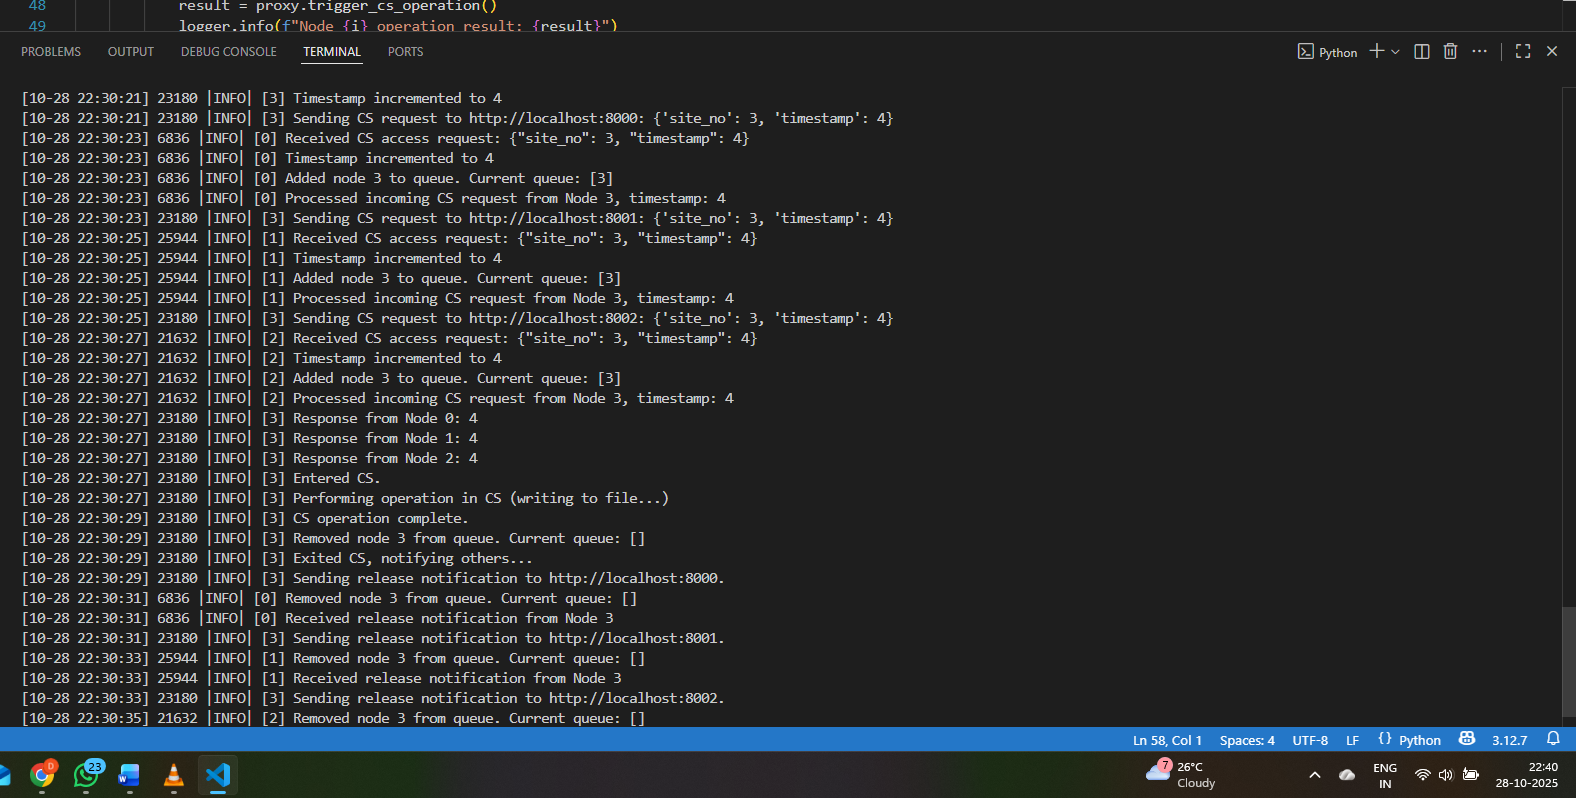 48 result = proxy.trigger_cs_operation()
49 logger.info(f"Node {i} operation result: {result}")
PROBLEMS OUTPUT DEBUG CONSOLE TERMINAL PORTS Python
[10-28 22:30:21] 23180 |INFO| [3] Timestamp incremented to 4
[10-28 22:30:21] 23180 |INFO| [3] Sending CS request to http://localhost:8000: {'site_no': 3, 'timestamp': 4}
[10-28 22:30:23] 6836 |INFO| [0] Received CS access request: {"site_no": 3, "timestamp": 4}
[10-28 22:30:23] 6836 |INFO| [0] Timestamp incremented to 4
[10-28 22:30:23] 6836 |INFO| [0] Added node 3 to queue. Current queue: [3]
[10-28 22:30:23] 6836 |INFO| [0] Processed incoming CS request from Node 3, timestamp: 4
[10-28 22:30:23] 23180 |INFO| [3] Sending CS request to http://localhost:8001: {'site_no': 3, 'timestamp': 4}
[10-28 22:30:25] 25944 |INFO| [1] Received CS access request: {"site_no": 3, "timestamp": 4}
[10-28 22:30:25] 25944 |INFO| [1] Timestamp incremented to 4
[10-28 22:30:25] 25944 |INFO| [1] Added node 3 to queue. Current queue: [3]
[10-28 22:30:25] 25944 |INFO| [1] Processed incoming CS request from Node 3, timestamp: 4
[10-28 22:30:25] 23180 |INFO| [3] Sending CS request to http://localhost:8002: {'site_no': 3, 'timestamp': 4}
[10-28 22:30:27] 21632 |INFO| [2] Received CS access request: {"site_no": 3, "timestamp": 4}
[10-28 22:30:27] 21632 |INFO| [2] Timestamp incremented to 4
[10-28 22:30:27] 21632 |INFO| [2] Added node 3 to queue. Current queue: [3]
[10-28 22:30:27] 21632 |INFO| [2] Processed incoming CS request from Node 3, timestamp: 4
[10-28 22:30:27] 23180 |INFO| [3] Response from Node 0: 4
[10-28 22:30:27] 23180 |INFO| [3] Response from Node 1: 4
[10-28 22:30:27] 23180 |INFO| [3] Response from Node 2: 4
[10-28 22:30:27] 23180 |INFO| [3] Entered CS.
[10-28 22:30:27] 23180 |INFO| [3] Performing operation in CS (writing to file...)
[10-28 22:30:29] 23180 |INFO| [3] CS operation complete.
[10-28 22:30:29] 23180 |INFO| [3] Removed node 3 from queue. Current queue: []
[10-28 22:30:29] 23180 |INFO| [3] Exited CS, notifying others...
[10-28 22:30:29] 23180 |INFO| [3] Sending release notification to http://localhost:8000.
[10-28 22:30:31] 6836 |INFO| [0] Removed node 3 from queue. Current queue: []
[10-28 22:30:31] 6836 |INFO| [0] Received release notification from Node 3
[10-28 22:30:31] 23180 |INFO| [3] Sending release notification to http://localhost:8001.
[10-28 22:30:33] 25944 |INFO| [1] Removed node 3 from queue. Current queue: []
[10-28 22:30:33] 25944 |INFO| [1] Received release notification from Node 3
[10-28 22:30:33] 23180 |INFO| [3] Sending release notification to http://localhost:8002.
[10-28 22:30:35] 21632 |INFO| [2] Removed node 3 from queue. Current queue: []
Ln 58, Col 1 Spaces: 4 UTF-8 LF {} Python 3.12.7
D 23 W 7 26°C ENG 22:40
Cloudy IN 28-10-2025